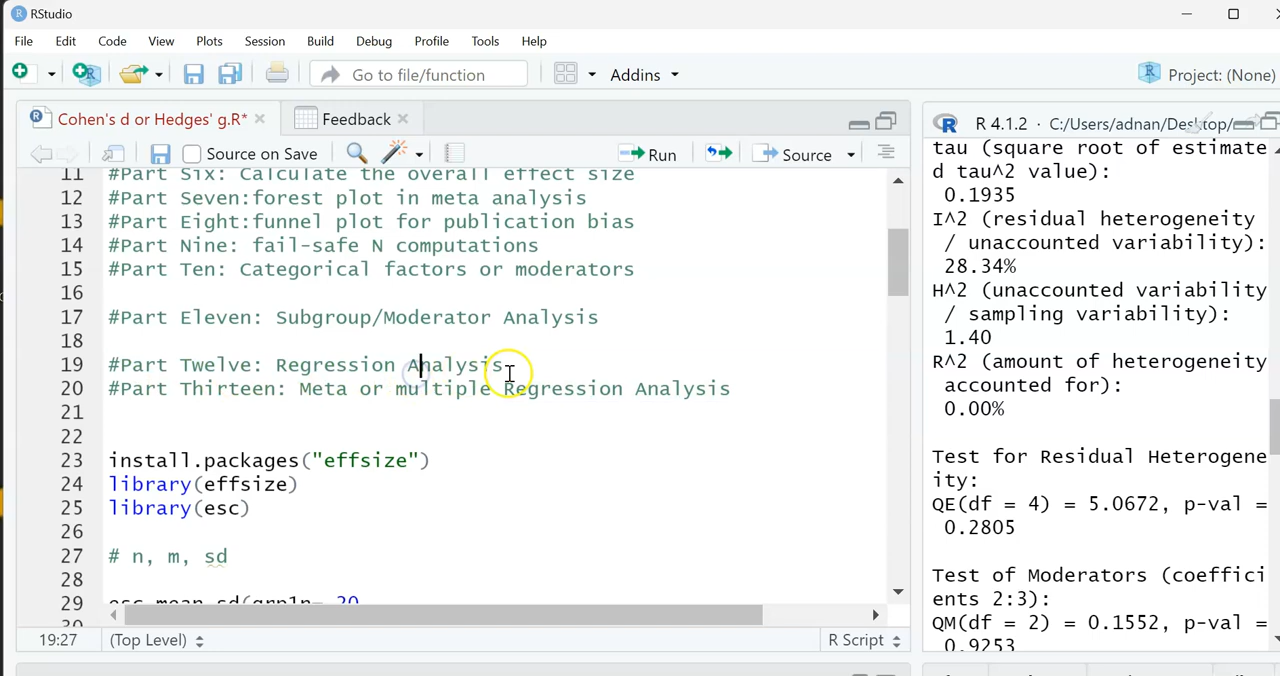 RStudio
File Edit Code View Plots Session Build Debug Profile Tools Help
Go to file/function Addins Project: (None)
Cohen's d or Hedges' g.R* Feedback
Source on Save Run Source
11 #Part Six: Calculate the overall effect size
12 #Part Seven:forest plot in meta analysis
13 #Part Eight:funnel plot for publication bias
14 #Part Nine: fail-safe N computations
15 #Part Ten: Categorical factors or moderators
16
17 #Part Eleven: Subgroup/Moderator Analysis
18
19 #Part Twelve: Regression Analysis
20 #Part Thirteen: Meta or multiple Regression Analysis
21
22
23 install.packages("effsize")
24 library(effsize)
25 library(esc)
26
27 # n, m, sd
28
29 esc_mean_sd(grp1n= 20
30
19:27 (Top Level) R Script
R 4.1.2 · C:/Users/adnan/Desktop/
tau (square root of estimate
d tau^2 value):
0.1935
I^2 (residual heterogeneity
/ unaccounted variability):
28.34%
H^2 (unaccounted variability
/ sampling variability):
1.40
R^2 (amount of heterogeneity
accounted for):
0.00%
Test for Residual Heterogene
ity:
QE(df = 4) = 5.0672, p-val =
0.2805
Test of Moderators (coeffici
ents 2:3):
QM(df = 2) = 0.1552, p-val =
0.9253